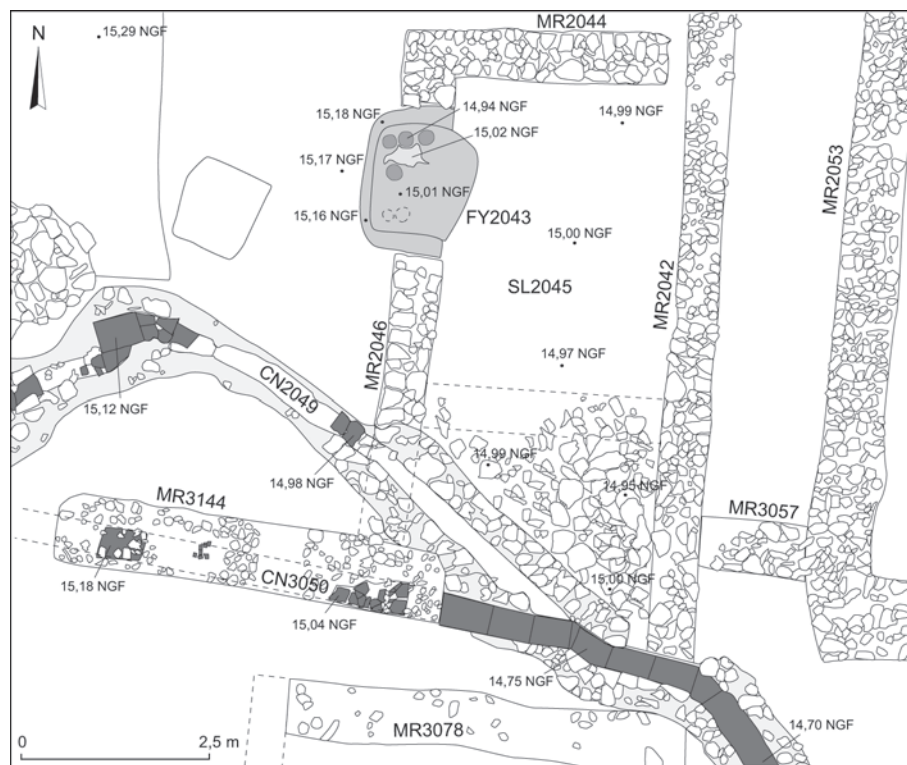 MR2044
15,29 NGF
N
14,94 NGF
15,18 NGF
14,99 NGF
15,02 NGF
MR2053
15,17 NGF
15,01 NGF
15,16 NGF
FY2043
15,00 NGF
MR2042
SL2045
MR2046
14,97 NGF
CN2049
15,12 NGF
14,99 NGF
14,98 NGF
14,95 NGF
MR3144
MR3057
15,18 NGF
CN3050
15,00 NGF
15,04 NGF
14,75 NGF
14,70 NGF
MR3078
0 2,5 m